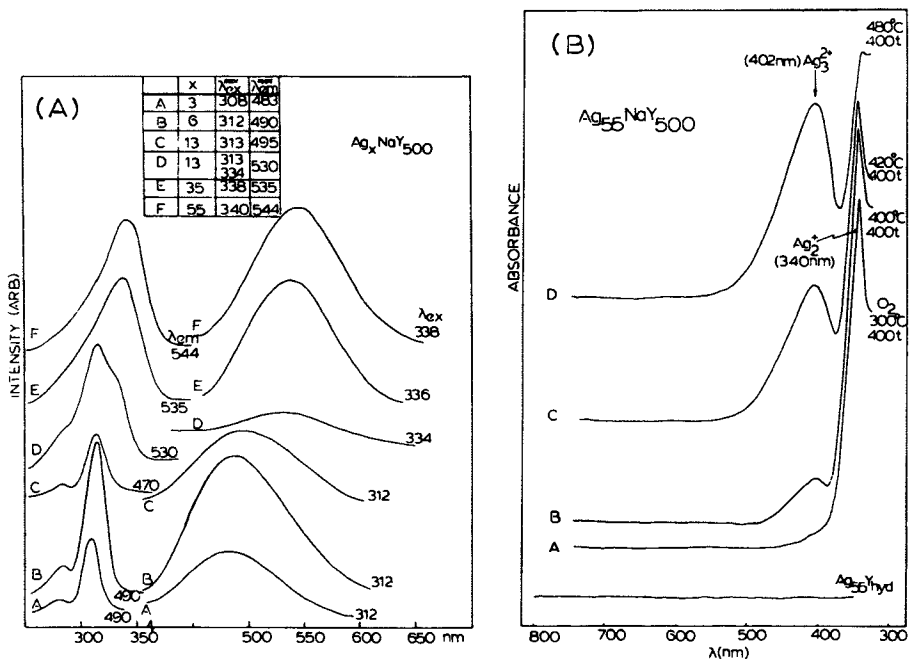 (A)
x λex max λem max
A 3 308 483
B 6 312 490
C 13 313 495
D 13 313 334 530
E 35 338 535
F 55 340 544
AgxNaY500
INTENSITY (ARB)
F λem 544
E 535
D 530
C 470
B 490
A 490
λex
F 338
E 336
D 334
C 312
B 312
A 312
300 350 500 550 600 650 nm
(B)
480°C
400t
(402nm) Ag3 2+
Ag55NaY500
420°C
400t
400°C
400t
Ag2 +
(340nm)
O2
300°C
400t
ABSORBANCE
D
C
B
A
Ag55Yhyd
800 700 600 500 400 300
λ(nm)